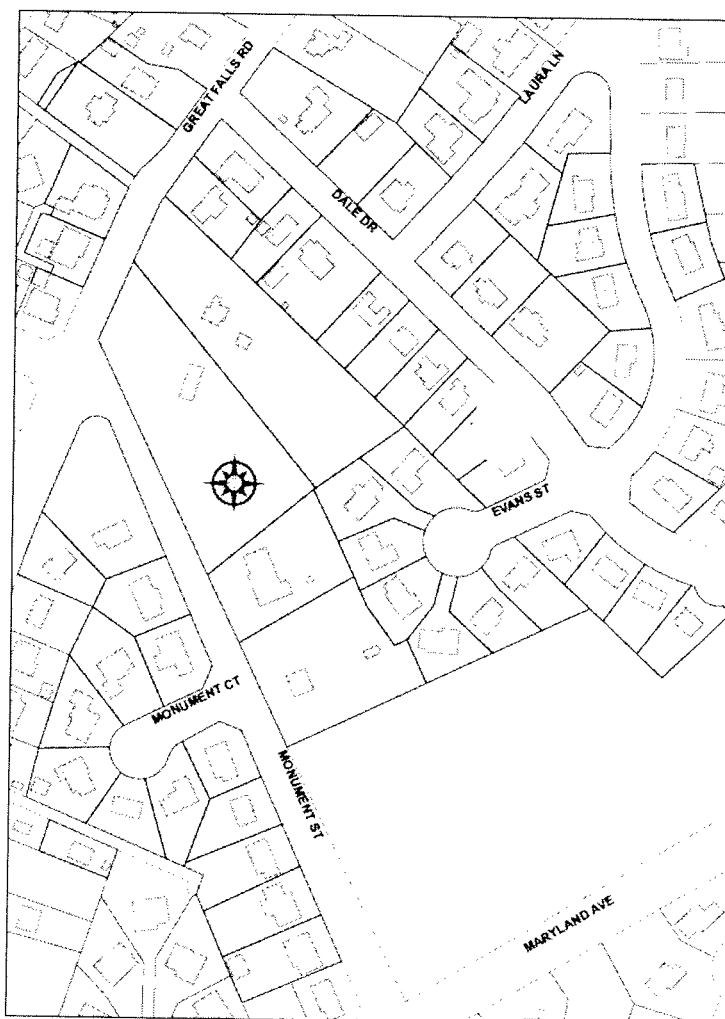 GREAT FALLS RD
LAURA LN
DALE DR
EVANS ST
MONUMENT CT
MONUMENT ST
MARYLAND AVE